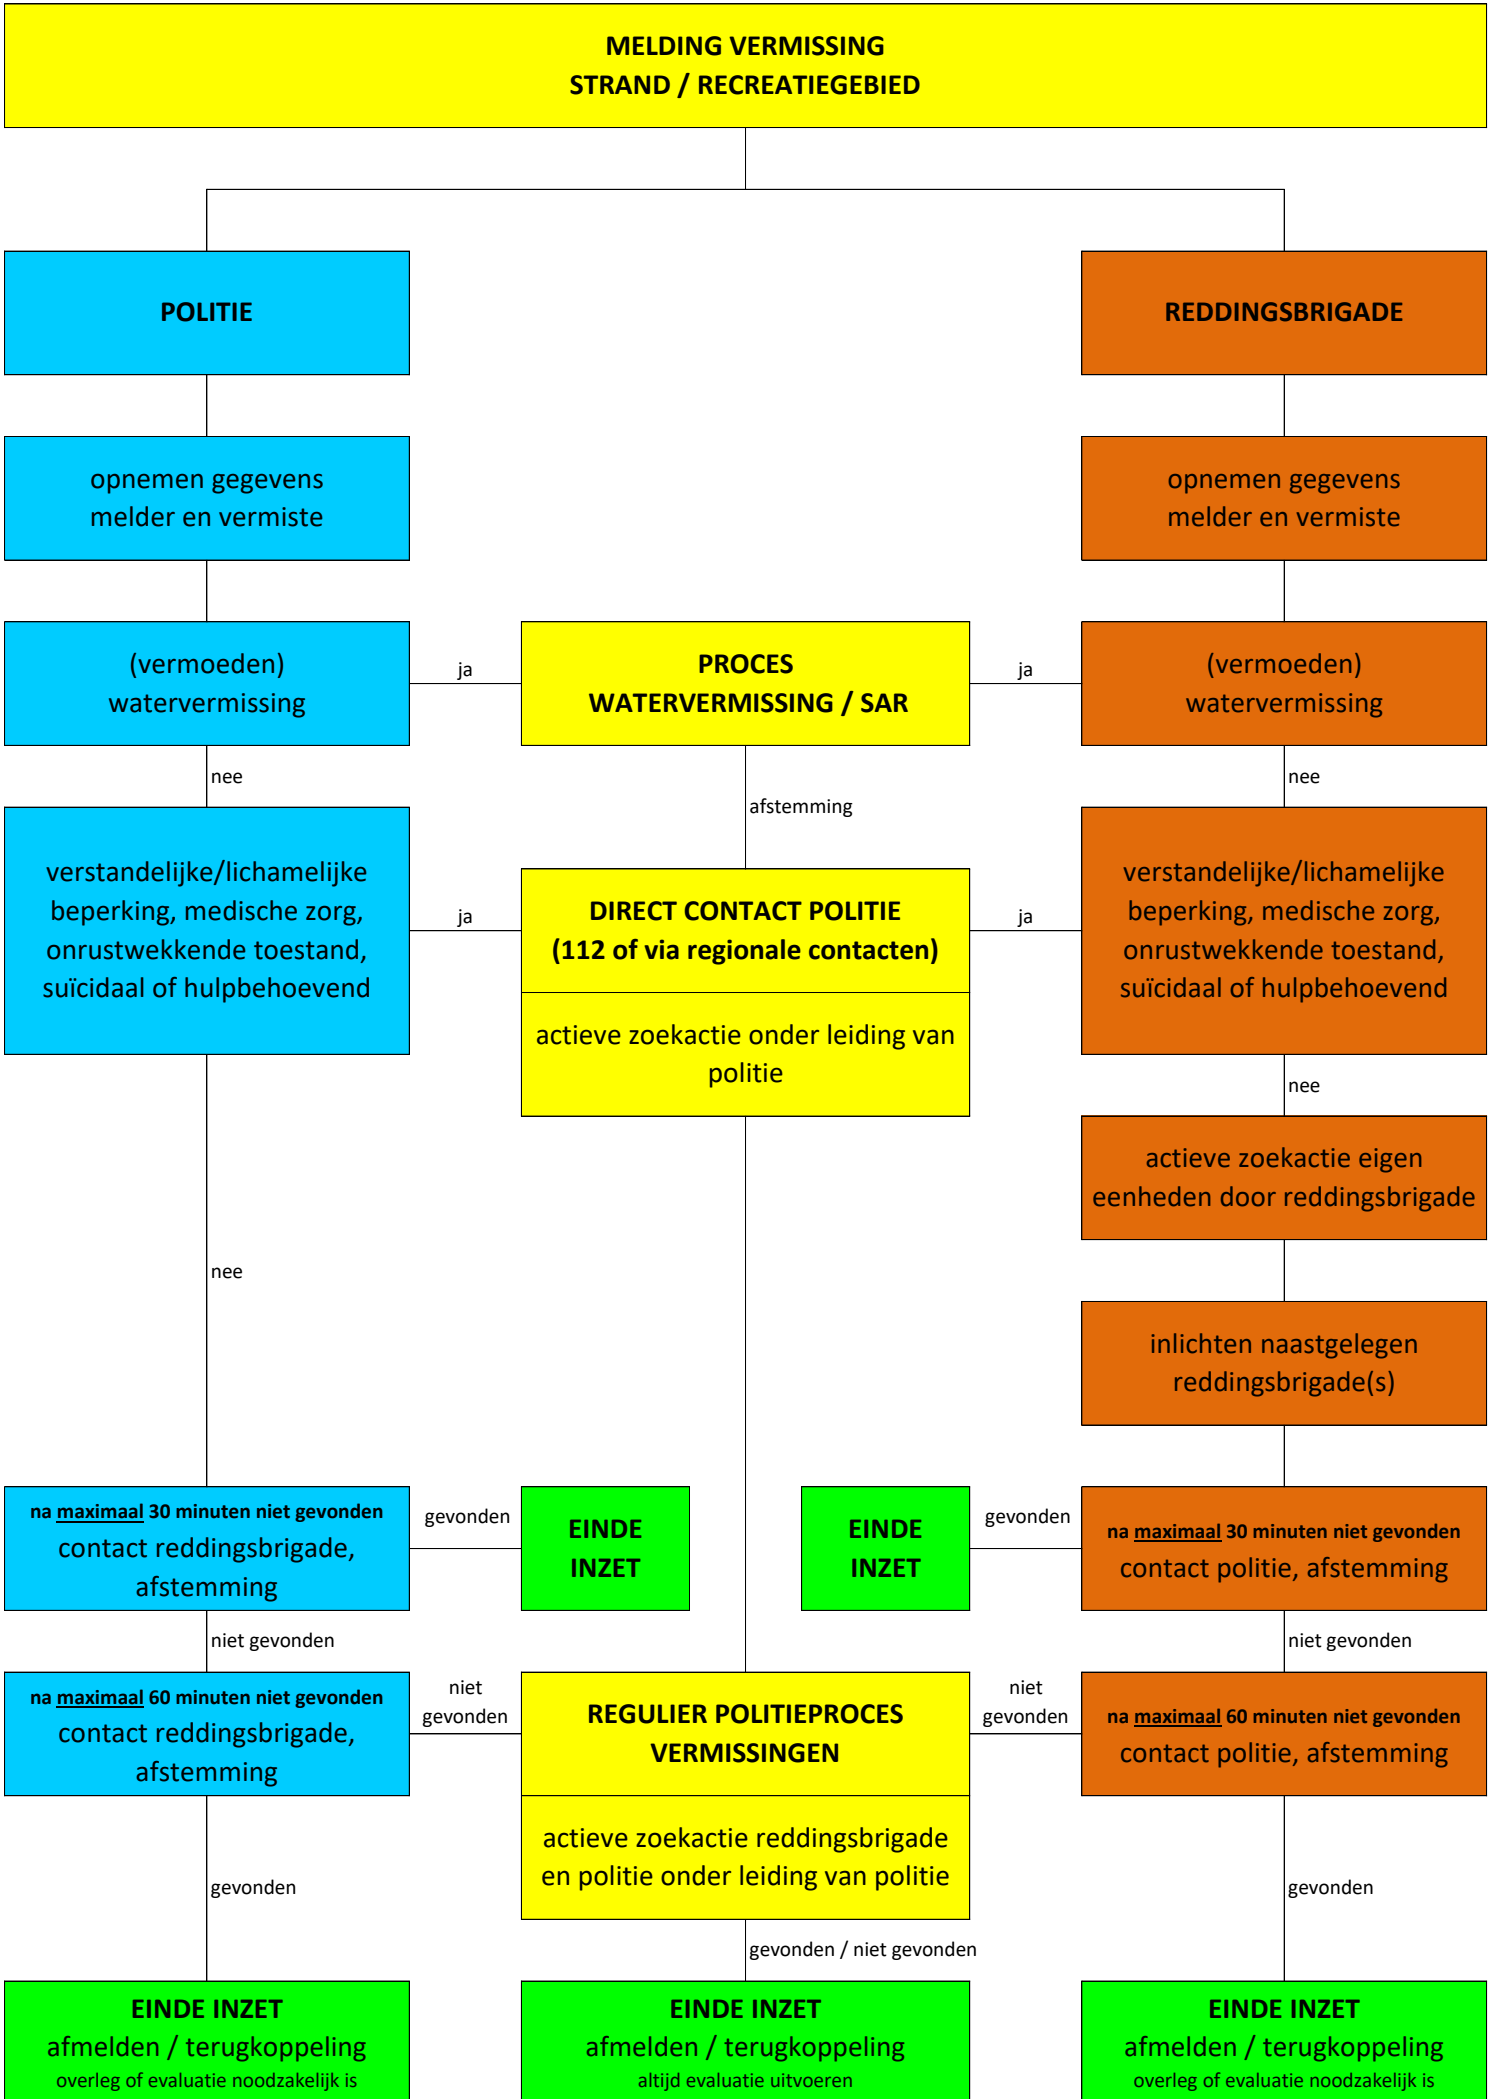 MELDING VERMISSING
STRAND / RECREATIEGEBIED
POLITIE
REDDINGSBRIGADE
opnemen gegevens
melder en vermiste
opnemen gegevens
melder en vermiste
(vermoeden)
watervermissing
ja
PROCES
WATERVERMISSING / SAR
ja
(vermoeden)
watervermissing
nee
afstemming
nee
verstandelijke/lichamelijke
beperking, medische zorg,
onrustwekkende toestand,
suïcidaal of hulpbehoevend
ja
DIRECT CONTACT POLITIE
(112 of via regionale contacten)
actieve zoekactie onder leiding van
politie
ja
verstandelijke/lichamelijke
beperking, medische zorg,
onrustwekkende toestand,
suïcidaal of hulpbehoevend
nee
actieve zoekactie eigen
eenheden door reddingsbrigade
nee
inlichten naastgelegen
reddingsbrigade(s)
na maximaal 30 minuten niet gevonden
contact reddingsbrigade,
afstemming
gevonden
EINDE
INZET
EINDE
INZET
gevonden
na maximaal 30 minuten niet gevonden
contact politie, afstemming
niet gevonden
niet gevonden
na maximaal 60 minuten niet gevonden
contact reddingsbrigade,
afstemming
niet
gevonden
REGULIER POLITIEPROCES
VERMISSINGEN
actieve zoekactie reddingsbrigade
en politie onder leiding van politie
niet
gevonden
na maximaal 60 minuten niet gevonden
contact politie, afstemming
gevonden
gevonden / niet gevonden
gevonden
EINDE INZET
afmelden / terugkoppeling
overleg of evaluatie noodzakelijk is
EINDE INZET
afmelden / terugkoppeling
altijd evaluatie uitvoeren
EINDE INZET
afmelden / terugkoppeling
overleg of evaluatie noodzakelijk is